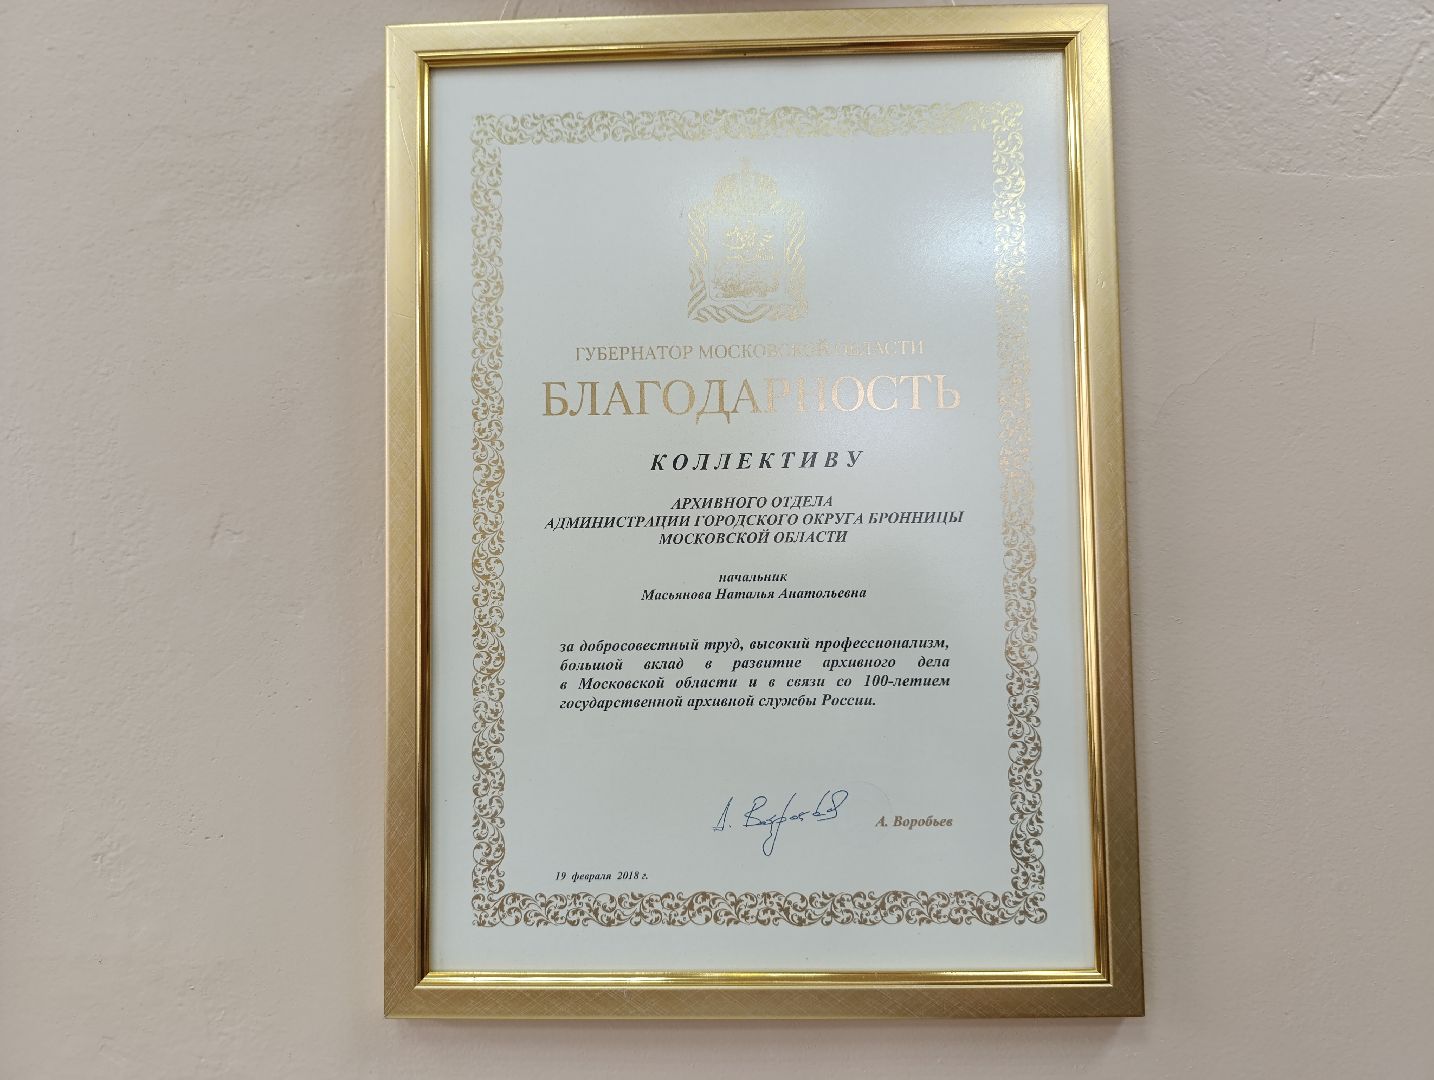 ГУБЕРНАТОР МОСКОВСКОЙ ОБЛАСТИ
БЛАГОДАРНОСТЬ
КОЛЛЕКТИВУ
АРХИВНОГО ОТДЕЛА
АДМИНИСТРАЦИИ ГОРОДСКОГО ОКРУГА БРОННИЦЫ
МОСКОВСКОЙ ОБЛАСТИ
начальник
Масьянова Наталья Анатольевна
за добросовестный труд, высокий профессионализм,
большой вклад в развитие архивного дела
в Московской области и в связи со 100-летием
государственной архивной службы России.
А. Воробьев
А. Воробьев
19 февраля 2018 г.